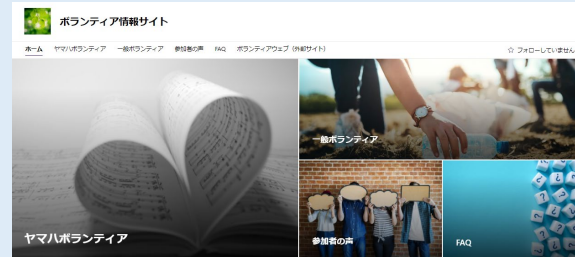 ボランティア情報サイト
ホーム ヤマハボランティア 一般ボランティア 参加者の声 FAQ ボランティアウェブ（外部サイト）
☆ フォローしていません
一般ボランティア
ヤマハボランティア
参加者の声
FAQ